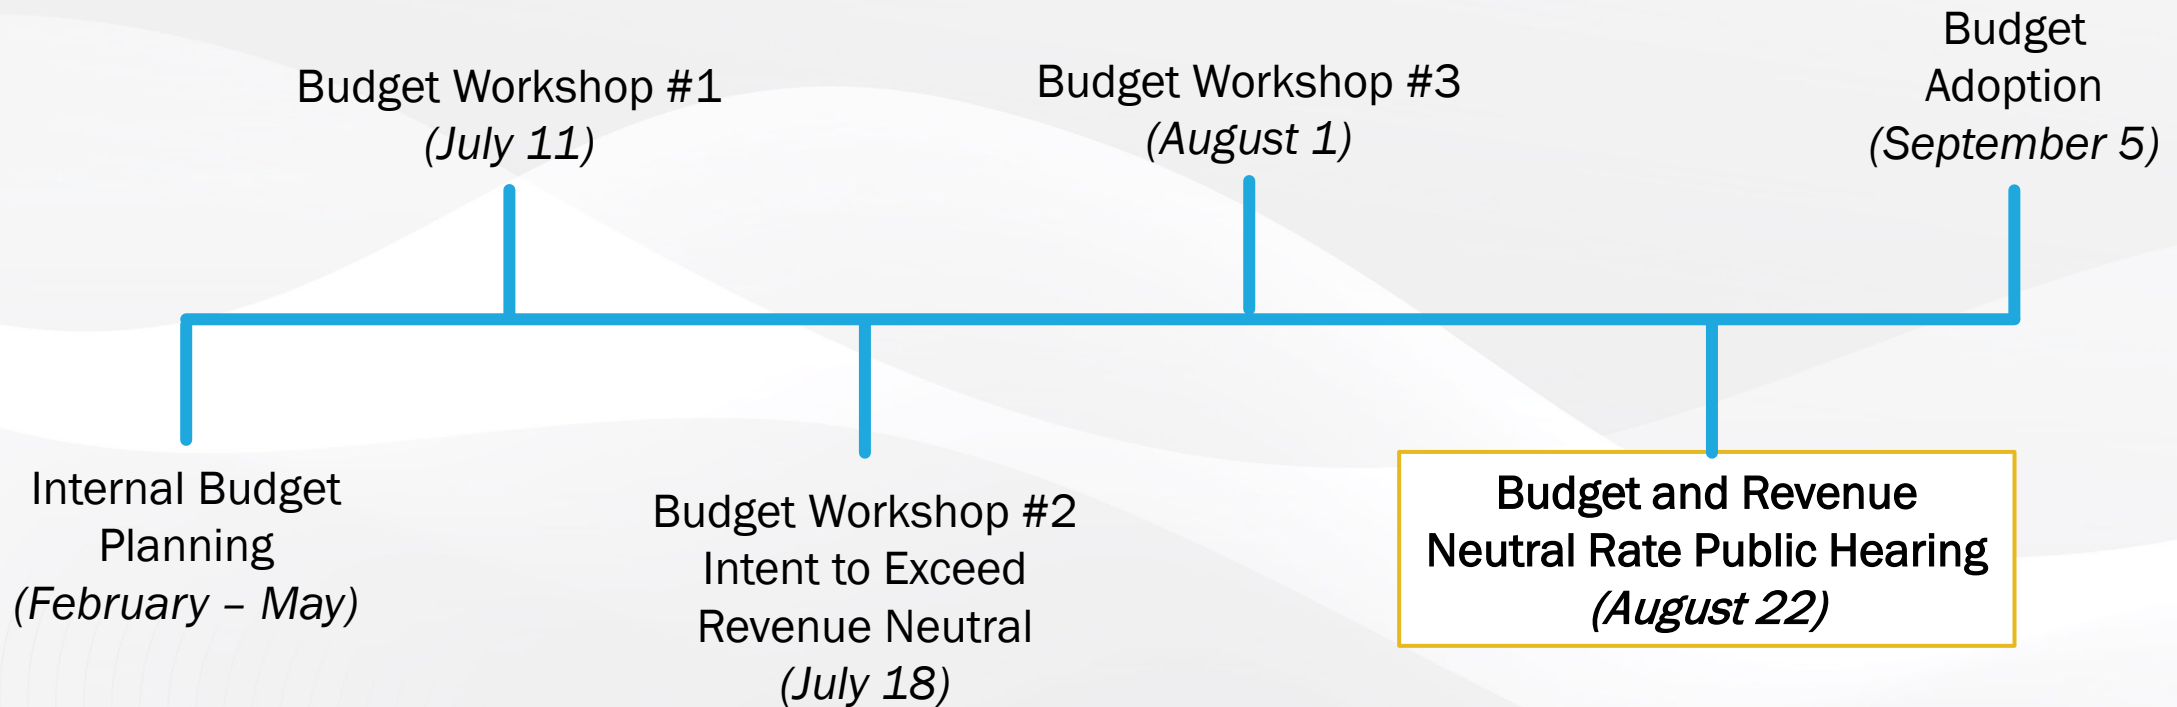 Internal Budget
Planning
(February – May)
Budget Workshop #1
(July 11)
Budget Workshop #2
Intent to Exceed
Revenue Neutral
(July 18)
Budget Workshop #3
(August 1)
Budget and Revenue
Neutral Rate Public Hearing
(August 22)
Budget
Adoption
(September 5)